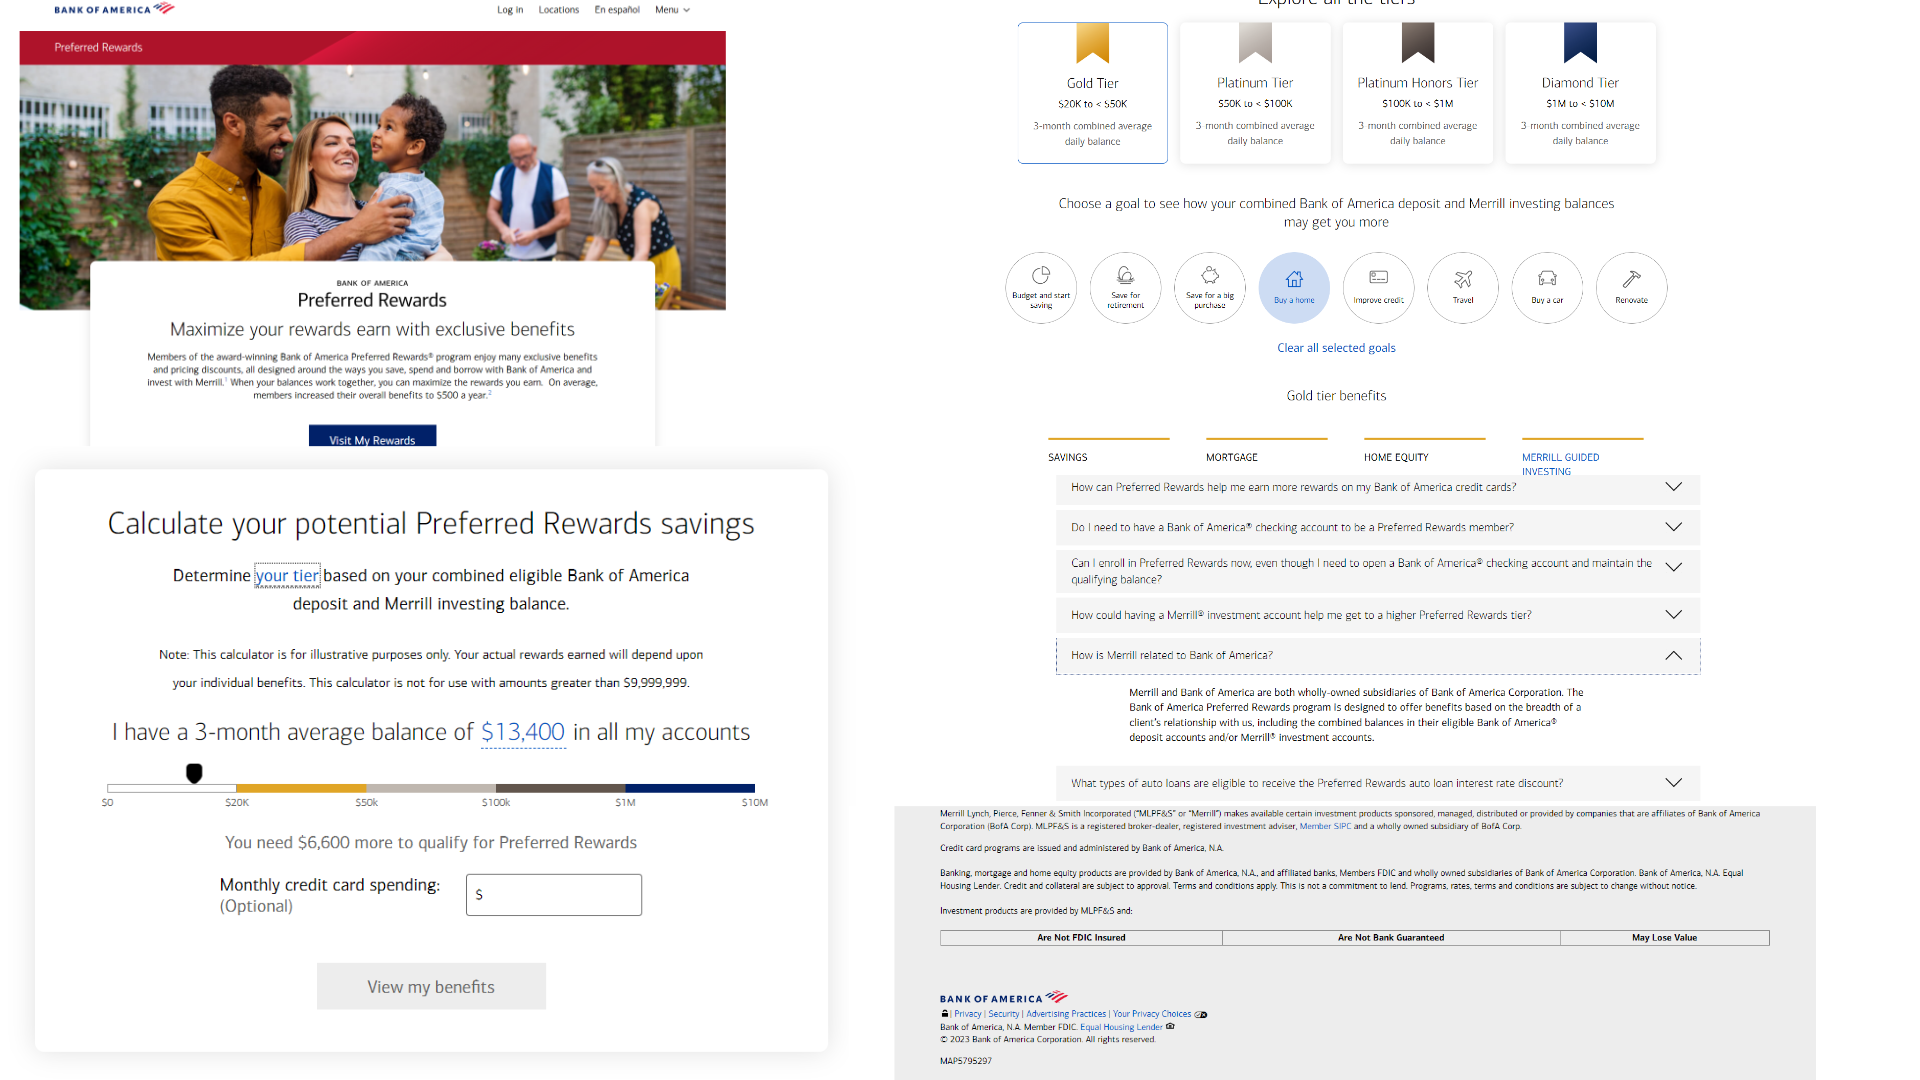 BANK OF AMERICA
Log in Locations En español Menu
Preferred Rewards
BANK OF AMERICA
Preferred Rewards
Maximize your rewards earn with exclusive benefits
Members of the award-winning Bank of America Preferred Rewards® program enjoy many exclusive benefits
and pricing discounts, all designed around the ways you save, spend and borrow with Bank of America and
invest with Merrill.1 When your balances work together, you can maximize the rewards you earn. On average,
members increased their overall benefits to $500 a year.2
Visit My Rewards
Calculate your potential Preferred Rewards savings
Determine your tier based on your combined eligible Bank of America
deposit and Merrill investing balance.
Note: This calculator is for illustrative purposes only. Your actual rewards earned will depend upon
your individual benefits. This calculator is not for use with amounts greater than $9,999,999.
I have a 3-month average balance of $13,400 in all my accounts
$0 $20K $50k $100k $1M $10M
You need $6,600 more to qualify for Preferred Rewards
Monthly credit card spending:
(Optional)
$
View my benefits
Explore all the tiers
Gold Tier
$20K to < $50K
3-month combined average
daily balance
Platinum Tier
$50K to < $100K
3-month combined average
daily balance
Platinum Honors Tier
$100K to < $1M
3-month combined average
daily balance
Diamond Tier
$1M to < $10M
3-month combined average
daily balance
Choose a goal to see how your combined Bank of America deposit and Merrill investing balances
may get you more
Budget and start
saving
Save for
retirement
Save for a big
purchase
Buy a home
Improve credit
Travel
Buy a car
Renovate
Clear all selected goals
Gold tier benefits
SAVINGS
MORTGAGE
HOME EQUITY
MERRILL GUIDED
INVESTING
How can Preferred Rewards help me earn more rewards on my Bank of America credit cards?
Do I need to have a Bank of America® checking account to be a Preferred Rewards member?
Can I enroll in Preferred Rewards now, even though I need to open a Bank of America® checking account and maintain the
qualifying balance?
How could having a Merrill® investment account help me get to a higher Preferred Rewards tier?
How is Merrill related to Bank of America?
Merrill and Bank of America are both wholly-owned subsidiaries of Bank of America Corporation. The
Bank of America Preferred Rewards program is designed to offer benefits based on the breadth of a
client's relationship with us, including the combined balances in their eligible Bank of America®
deposit accounts and/or Merrill® investment accounts.
What types of auto loans are eligible to receive the Preferred Rewards auto loan interest rate discount?
Merrill Lynch, Pierce, Fenner & Smith Incorporated ("MLPF&S" or "Merrill") makes available certain investment products sponsored, managed, distributed or provided by companies that are affiliates of Bank of America
Corporation (BofA Corp). MLPF&S is a registered broker-dealer, registered investment adviser, Member SIPC and a wholly owned subsidiary of BofA Corp.
Credit card programs are issued and administered by Bank of America, N.A.
Banking, mortgage and home equity products are provided by Bank of America, N.A., and affiliated banks, Members FDIC and wholly owned subsidiaries of Bank of America Corporation. Bank of America, N.A. Equal
Housing Lender. Credit and collateral are subject to approval. Terms and conditions apply. This is not a commitment to lend. Programs, rates, terms and conditions are subject to change without notice.
Investment products are provided by MLPF&S and:
Are Not FDIC Insured
Are Not Bank Guaranteed
May Lose Value
BANK OF AMERICA
| Privacy | Security | Advertising Practices | Your Privacy Choices
Bank of America, N.A. Member FDIC. Equal Housing Lender
© 2023 Bank of America Corporation. All rights reserved.
MAP5795297